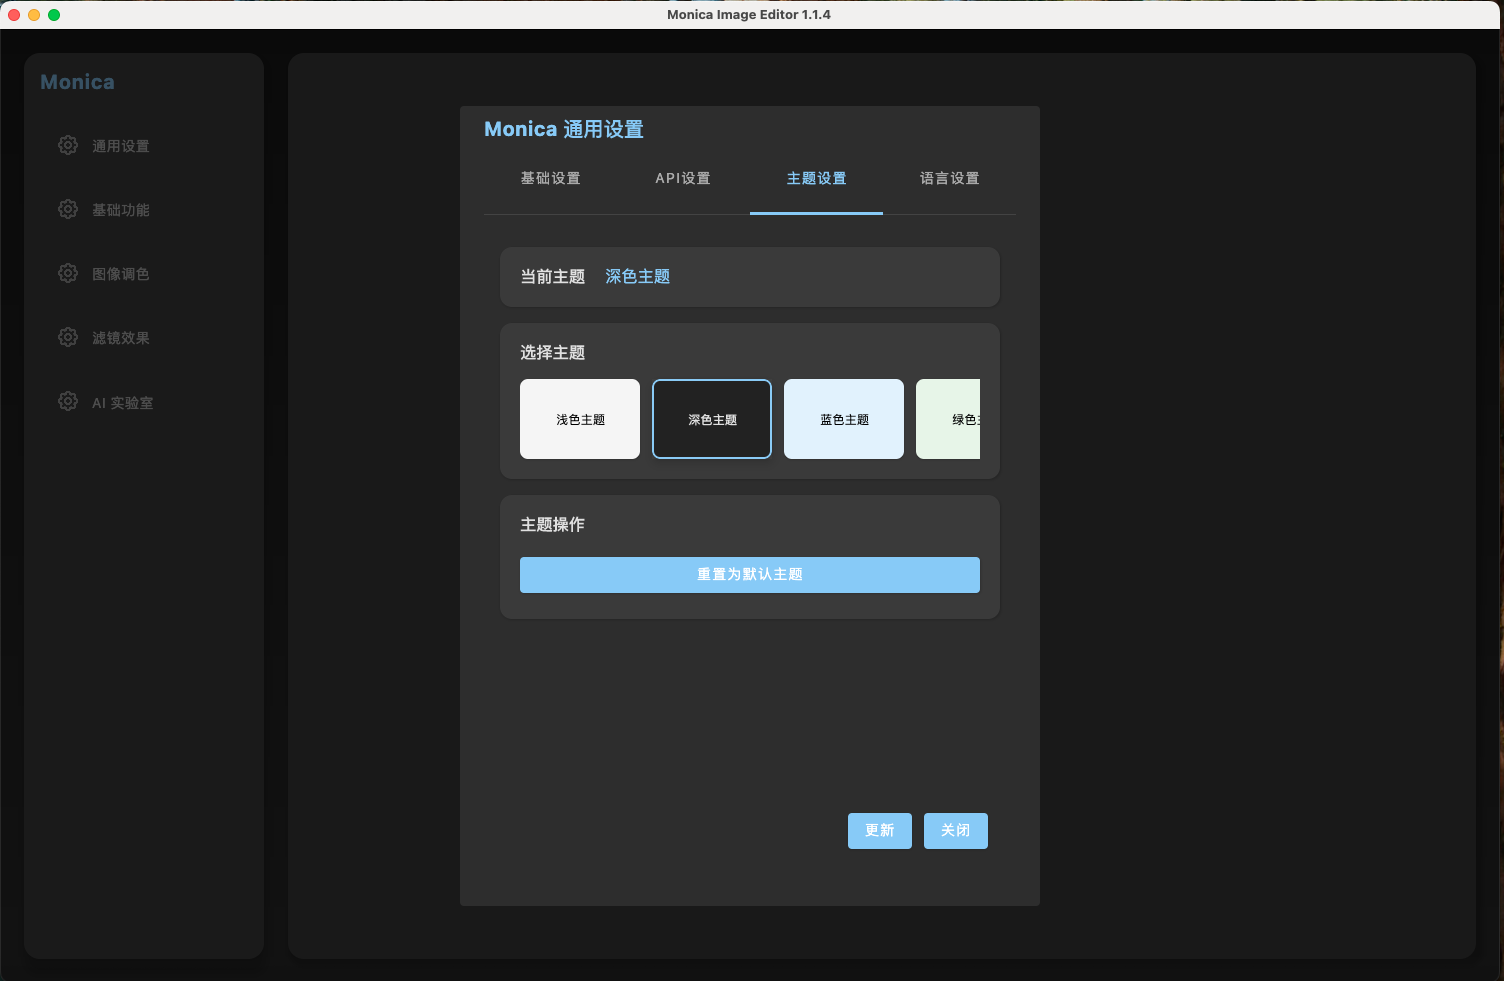 Monica Image Editor 1.1.4
Monica
通用设置
基础功能
图像调色
滤镜效果
AI 实验室
Monica 通用设置
基础设置
API设置
主题设置
语言设置
当前主题 深色主题
选择主题
浅色主题
深色主题
蓝色主题
绿色
主题操作
重置为默认主题
更新
关闭